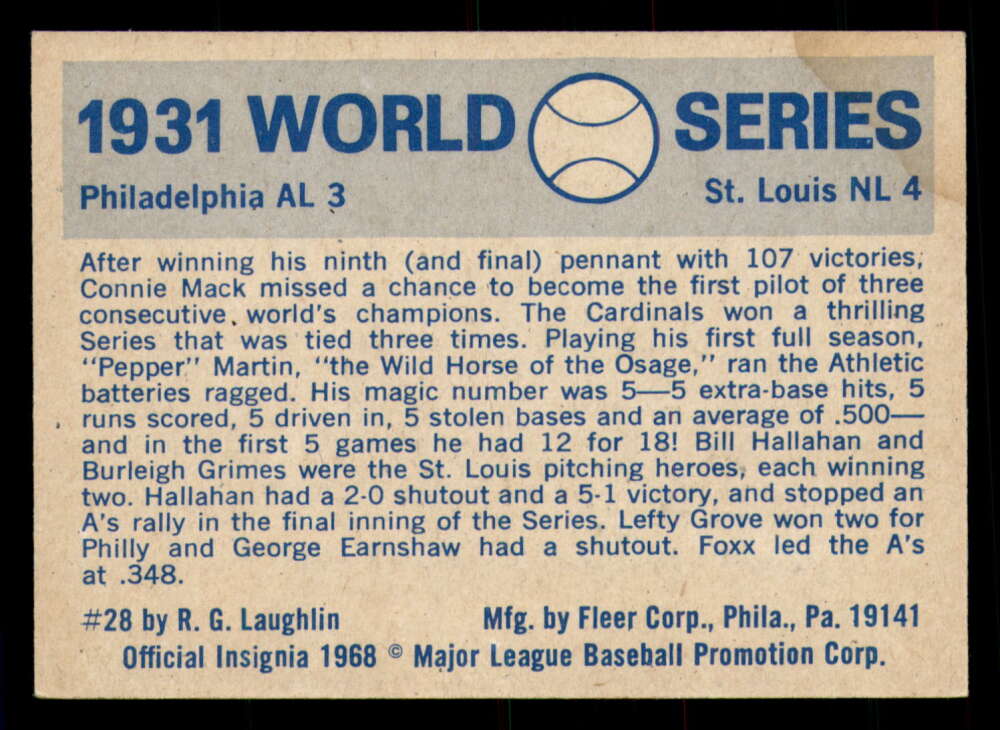 1931 WORLD SERIES
Philadelphia AL 3 St. Louis NL 4
After winning his ninth (and final) pennant with 107 victories,
Connie Mack missed a chance to become the first pilot of three
consecutive world's champions. The Cardinals won a thrilling
Series that was tied three times. Playing his first full season,
"Pepper" Martin, "the Wild Horse of the Osage," ran the Athletic
batteries ragged. His magic number was 5—5 extra-base hits, 5
runs scored, 5 driven in, 5 stolen bases and an average of .500—
and in the first 5 games he had 12 for 18! Bill Hallahan and
Burleigh Grimes were the St. Louis pitching heroes, each winning
two. Hallahan had a 2-0 shutout and a 5-1 victory, and stopped an
A's rally in the final inning of the Series. Lefty Grove won two for
Philly and George Earnshaw had a shutout. Foxx led the A's
at .348.
#28 by R. G. Laughlin Mfg. by Fleer Corp., Phila., Pa. 19141
Official Insignia 1968 © Major League Baseball Promotion Corp.